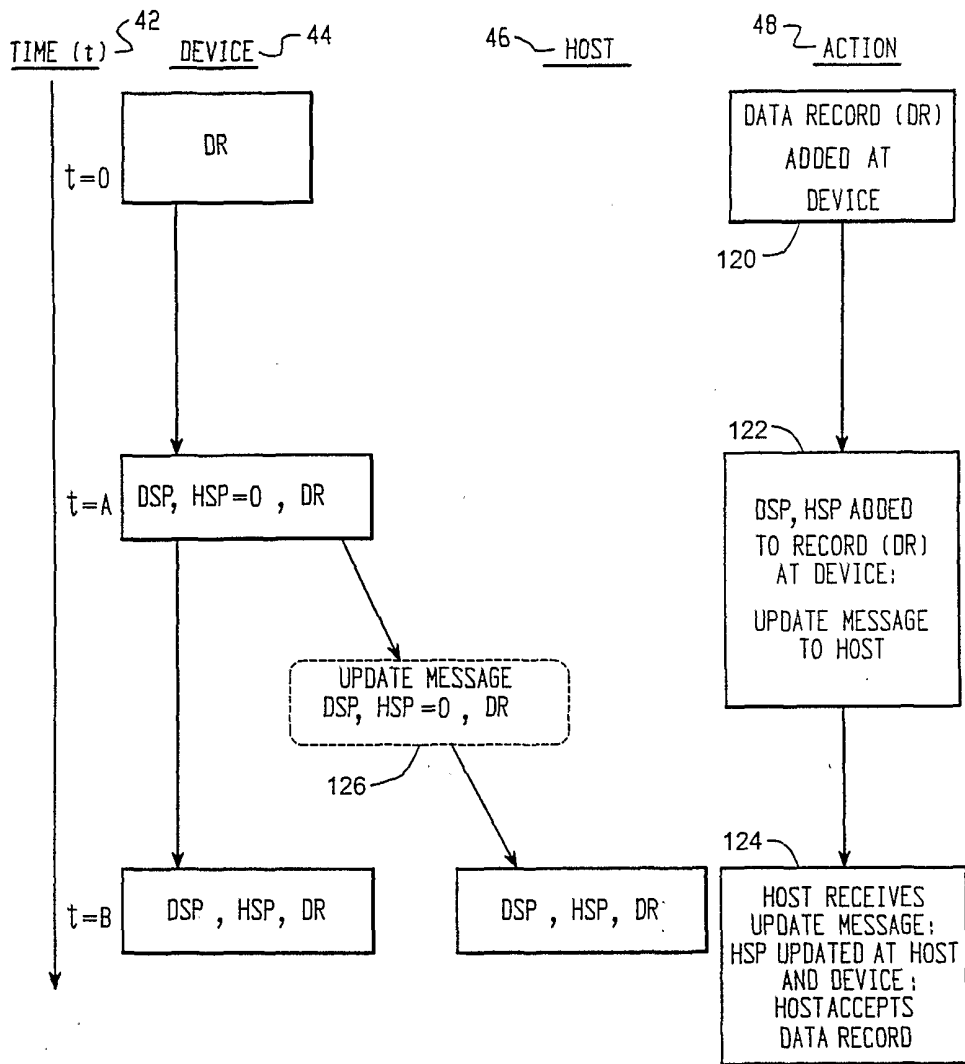 TIME (t) 42
DEVICE 44
46 HOST
48 ACTION
DR
t=0
DATA RECORD (DR)
ADDED AT
DEVICE
120
122
t=A
DSP, HSP=0 , DR
DSP, HSP ADDED
TO RECORD (DR)
AT DEVICE;
UPDATE MESSAGE
TO HOST
UPDATE MESSAGE
DSP, HSP=0 , DR
126
124
t=B
DSP , HSP, DR
DSP , HSP, DR
HOST RECEIVES
UPDATE MESSAGE;
HSP UPDATED AT HOST
AND DEVICE;
HOST ACCEPTS
DATA RECORD